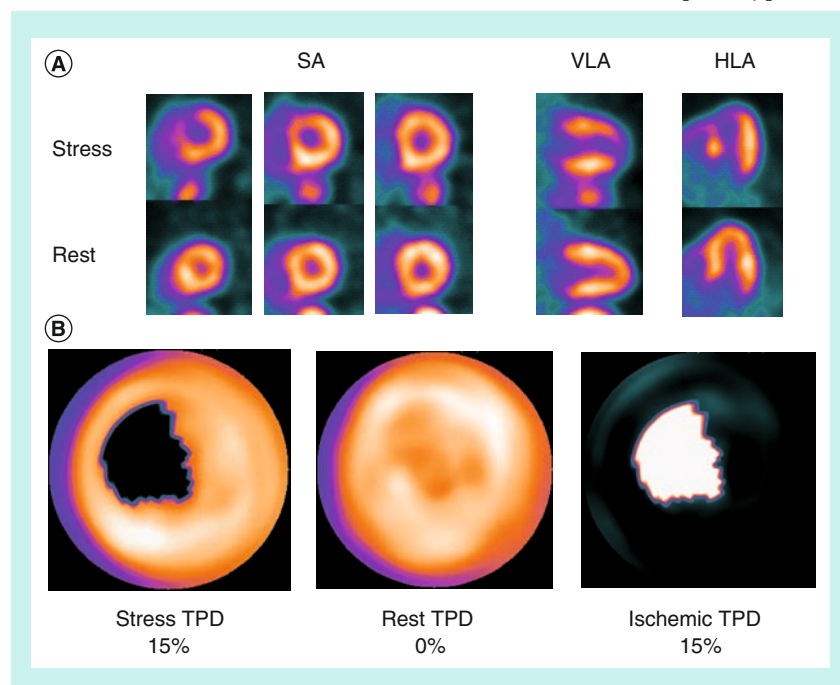 A
SA VLA HLA
Stress
Rest
B
Stress TPD
15%
Rest TPD
0%
Ischemic TPD
15%